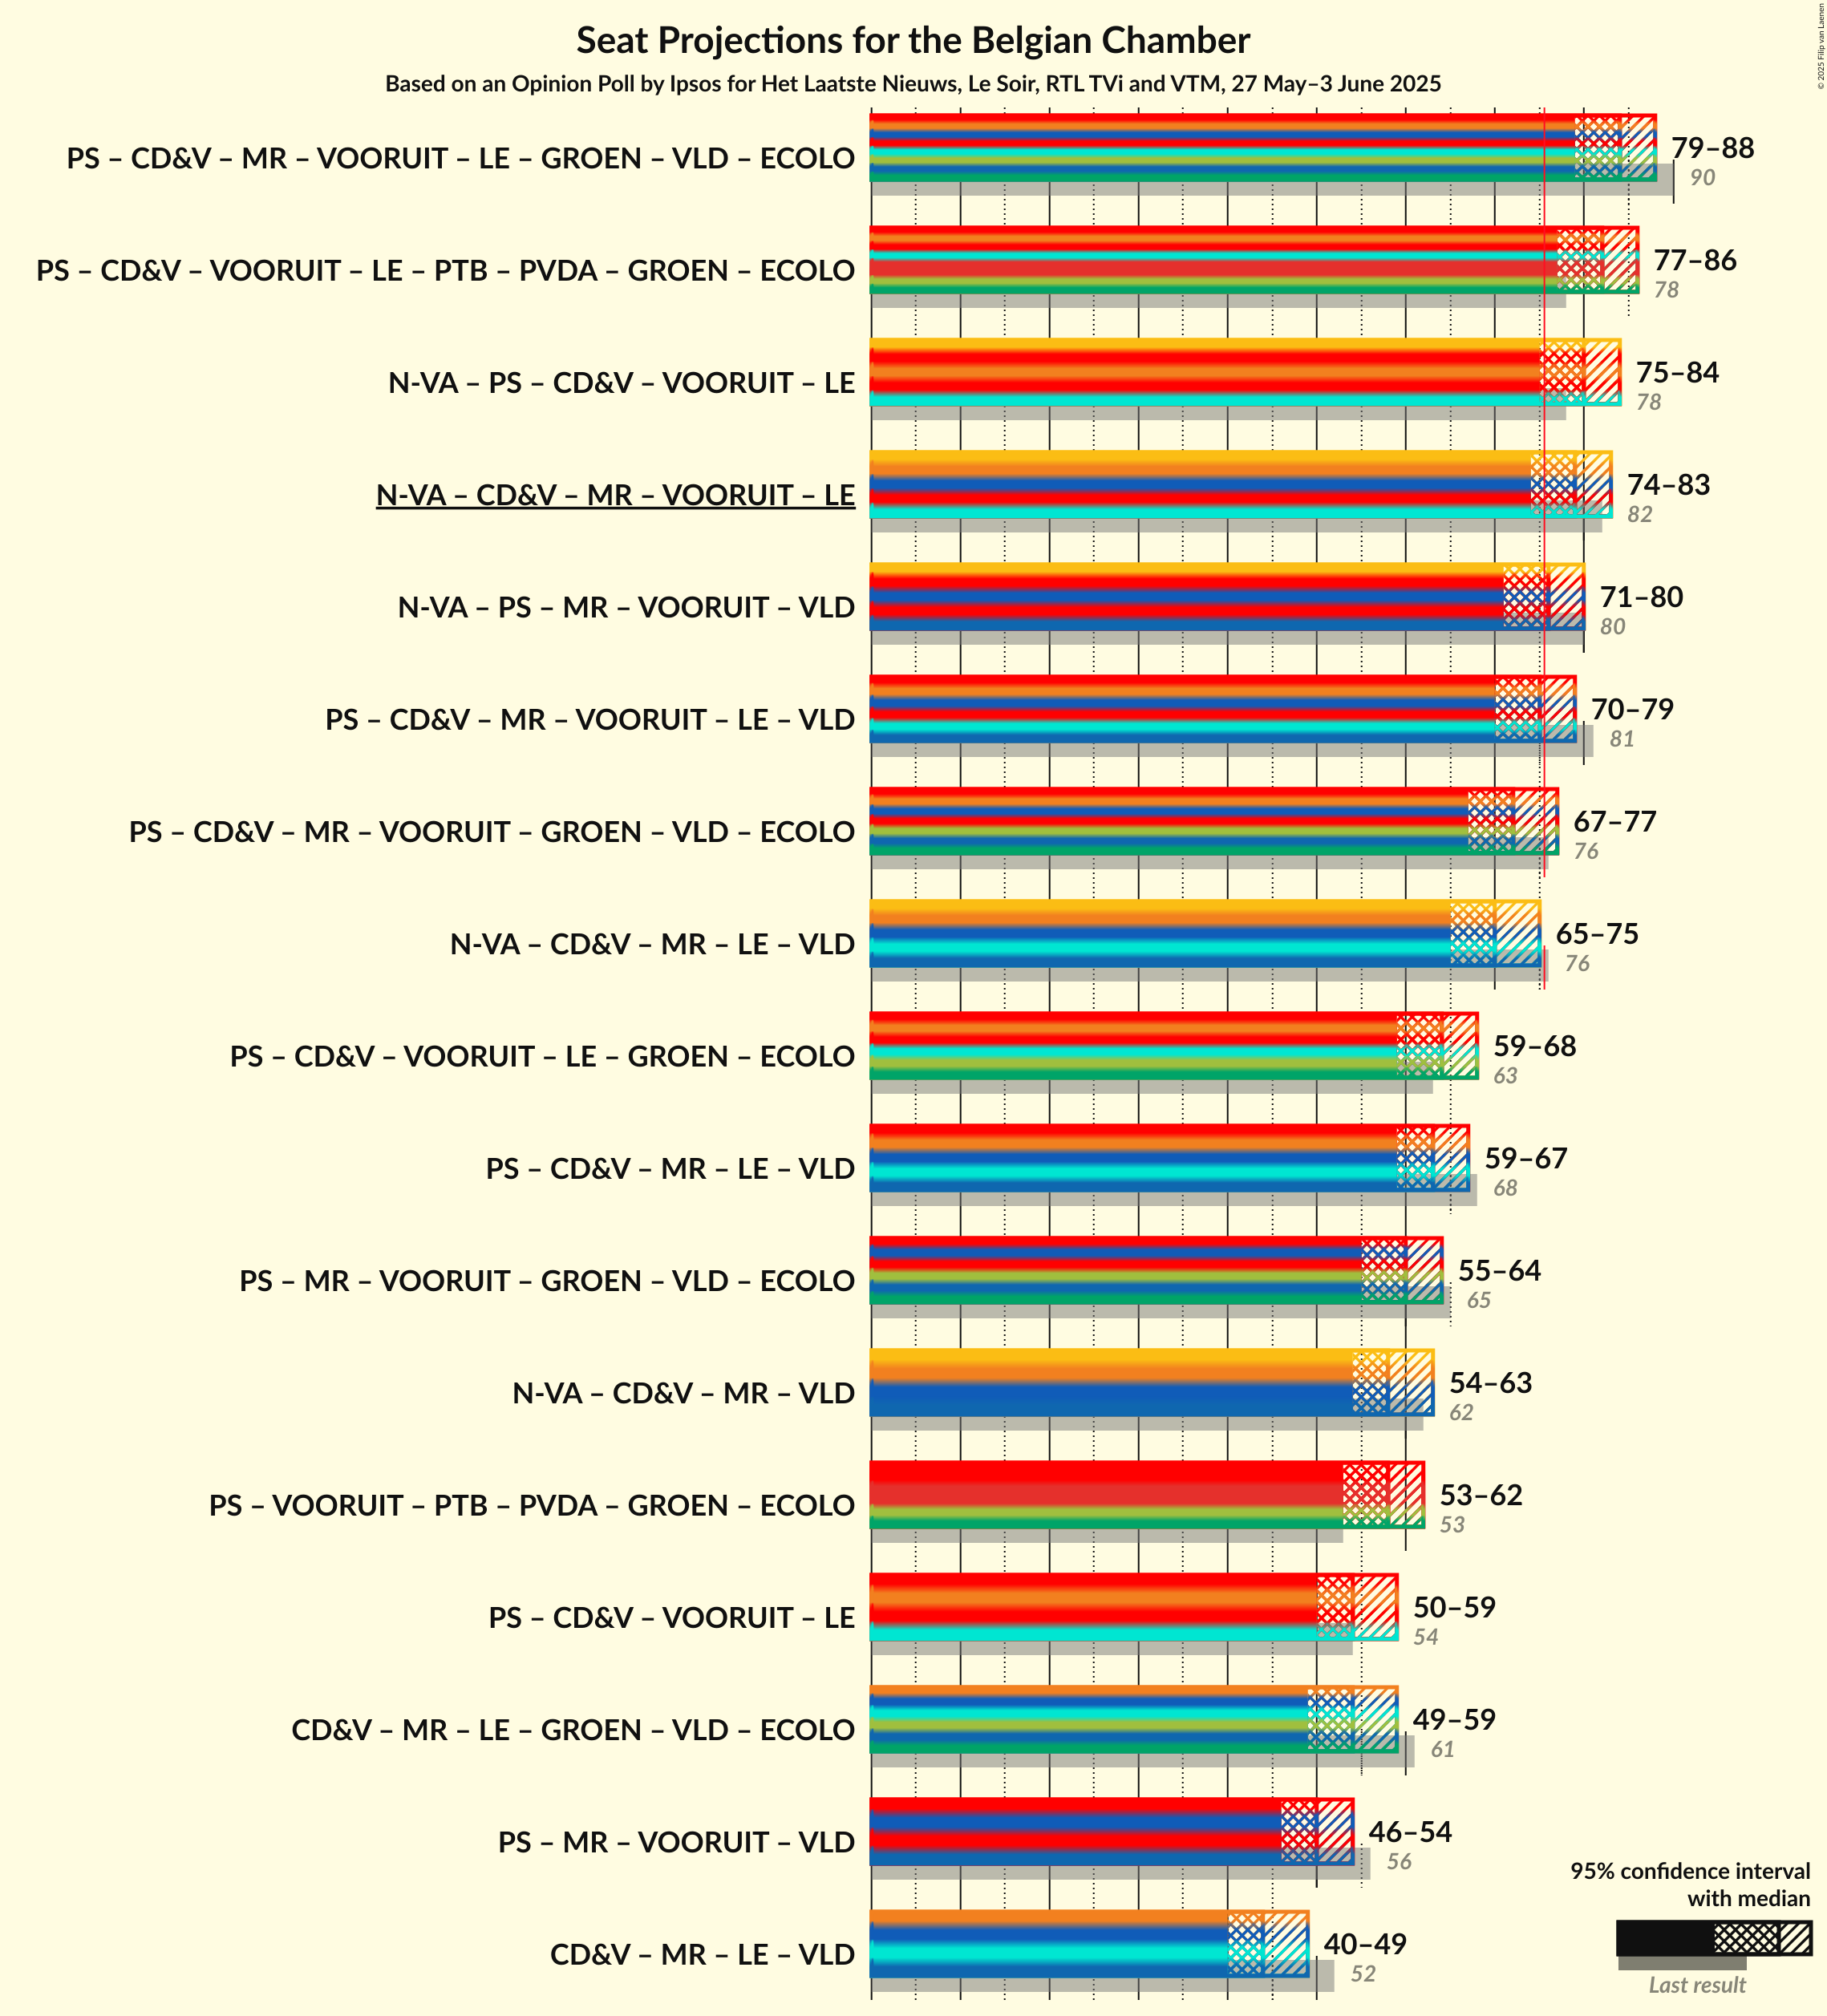 Seat Projections for the Belgian Chamber
Based on an Opinion Poll by Ipsos for Het Laatste Nieuws, Le Soir, RTL TVi and VTM, 27 May–3 June 2025
© 2025 Filip van Laenen
PS – CD&V – MR – VOORUIT – LE – GROEN – VLD – ECOLO
79–88
90
PS – CD&V – VOORUIT – LE – PTB – PVDA – GROEN – ECOLO
77–86
78
N-VA – PS – CD&V – VOORUIT – LE
75–84
78
N-VA – CD&V – MR – VOORUIT – LE
74–83
82
N-VA – PS – MR – VOORUIT – VLD
71–80
80
PS – CD&V – MR – VOORUIT – LE – VLD
70–79
81
PS – CD&V – MR – VOORUIT – GROEN – VLD – ECOLO
67–77
76
N-VA – CD&V – MR – LE – VLD
65–75
76
PS – CD&V – VOORUIT – LE – GROEN – ECOLO
59–68
63
PS – CD&V – MR – LE – VLD
59–67
68
PS – MR – VOORUIT – GROEN – VLD – ECOLO
55–64
65
N-VA – CD&V – MR – VLD
54–63
62
PS – VOORUIT – PTB – PVDA – GROEN – ECOLO
53–62
53
PS – CD&V – VOORUIT – LE
50–59
54
CD&V – MR – LE – GROEN – VLD – ECOLO
49–59
61
PS – MR – VOORUIT – VLD
46–54
56
CD&V – MR – LE – VLD
40–49
52
95% confidence interval
with median
Last result